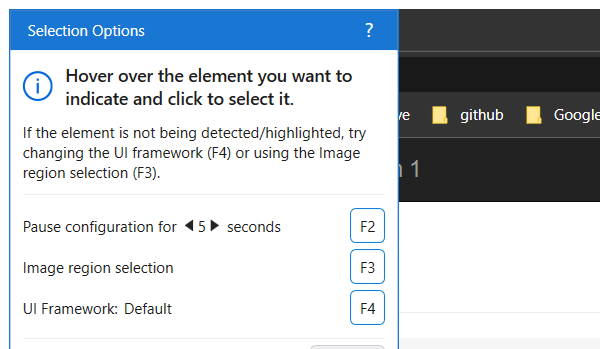 Selection Options ?
Hover over the element you want to
indicate and click to select it.
If the element is not being detected/highlighted, try
changing the UI framework (F4) or using the Image
region selection (F3).
Pause configuration for 5 seconds F2
Image region selection F3
UI Framework: Default F4
github Google
1